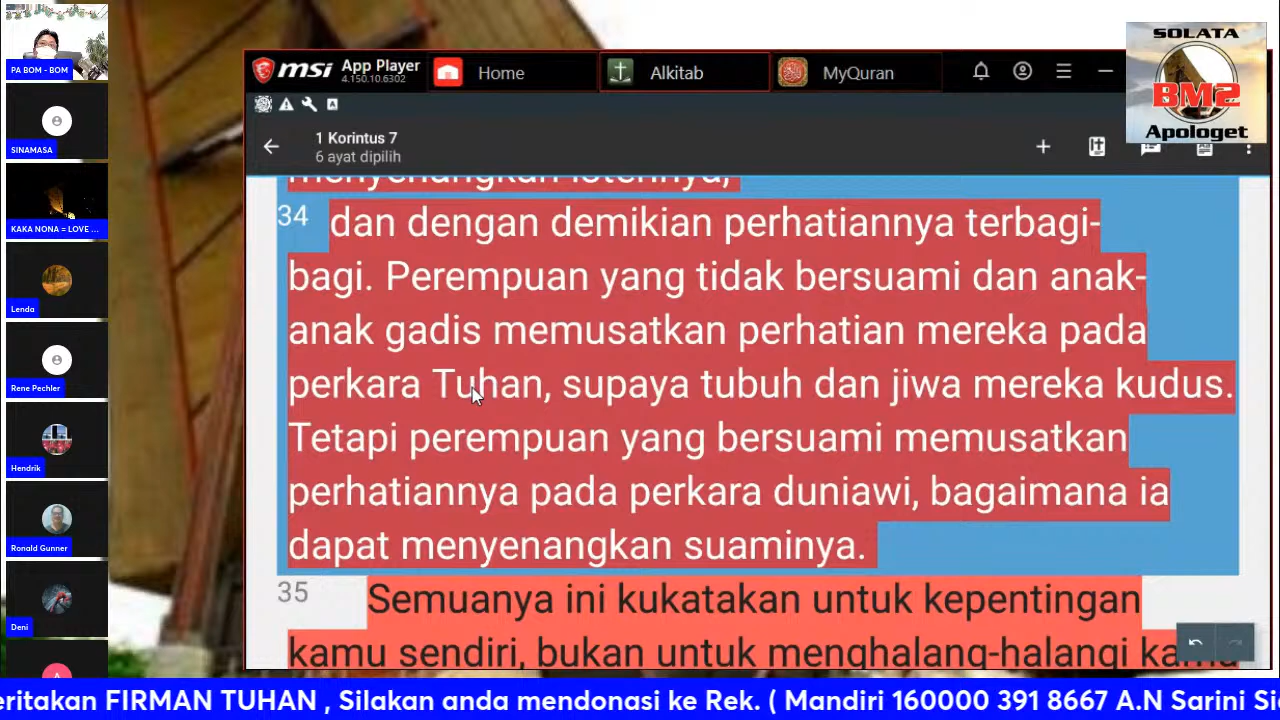 PA BOM - BOM
SINAMASA
KAKA NONA = LOVE ...
Lenda
Rene Pechler
Hendrik
Ronald Gunner
Deni
A
msi App Player
4.150.10.6302
Home
Alkitab
MyQuran
SOLATA
BM2
Apologet
1 Korintus 7
6 ayat dipilih
34 dan dengan demikian perhatiannya terbagi-
bagi. Perempuan yang tidak bersuami dan anak-
anak gadis memusatkan perhatian mereka pada
perkara Tuhan, supaya tubuh dan jiwa mereka kudus.
Tetapi perempuan yang bersuami memusatkan
perhatiannya pada perkara duniawi, bagaimana ia
dapat menyenangkan suaminya.
35 Semuanya ini kukatakan untuk kepentingan
kamu sendiri, bukan untuk menghalang-halangi kamu
eritakan FIRMAN TUHAN , Silakan anda mendonasi ke Rek. ( Mandiri 160000 391 8667 A.N Sarini Si